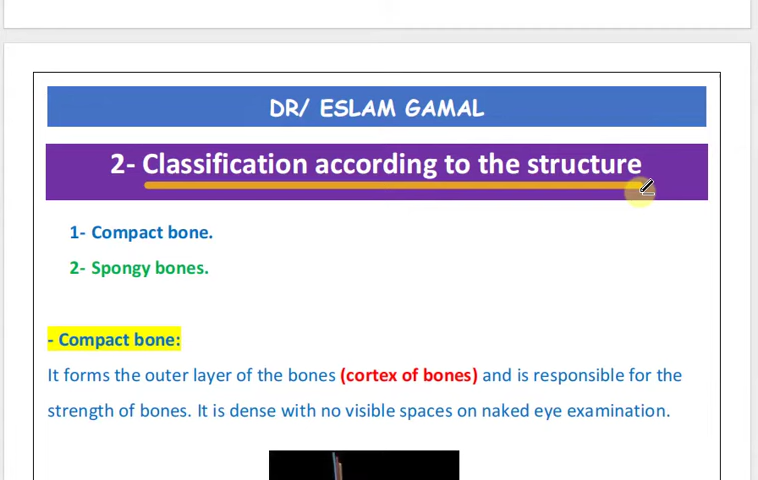 DR/ ESLAM GAMAL
2- Classification according to the structure
1- Compact bone.
2- Spongy bones.
- Compact bone:
It forms the outer layer of the bones (cortex of bones) and is responsible for the
strength of bones. It is dense with no visible spaces on naked eye examination.